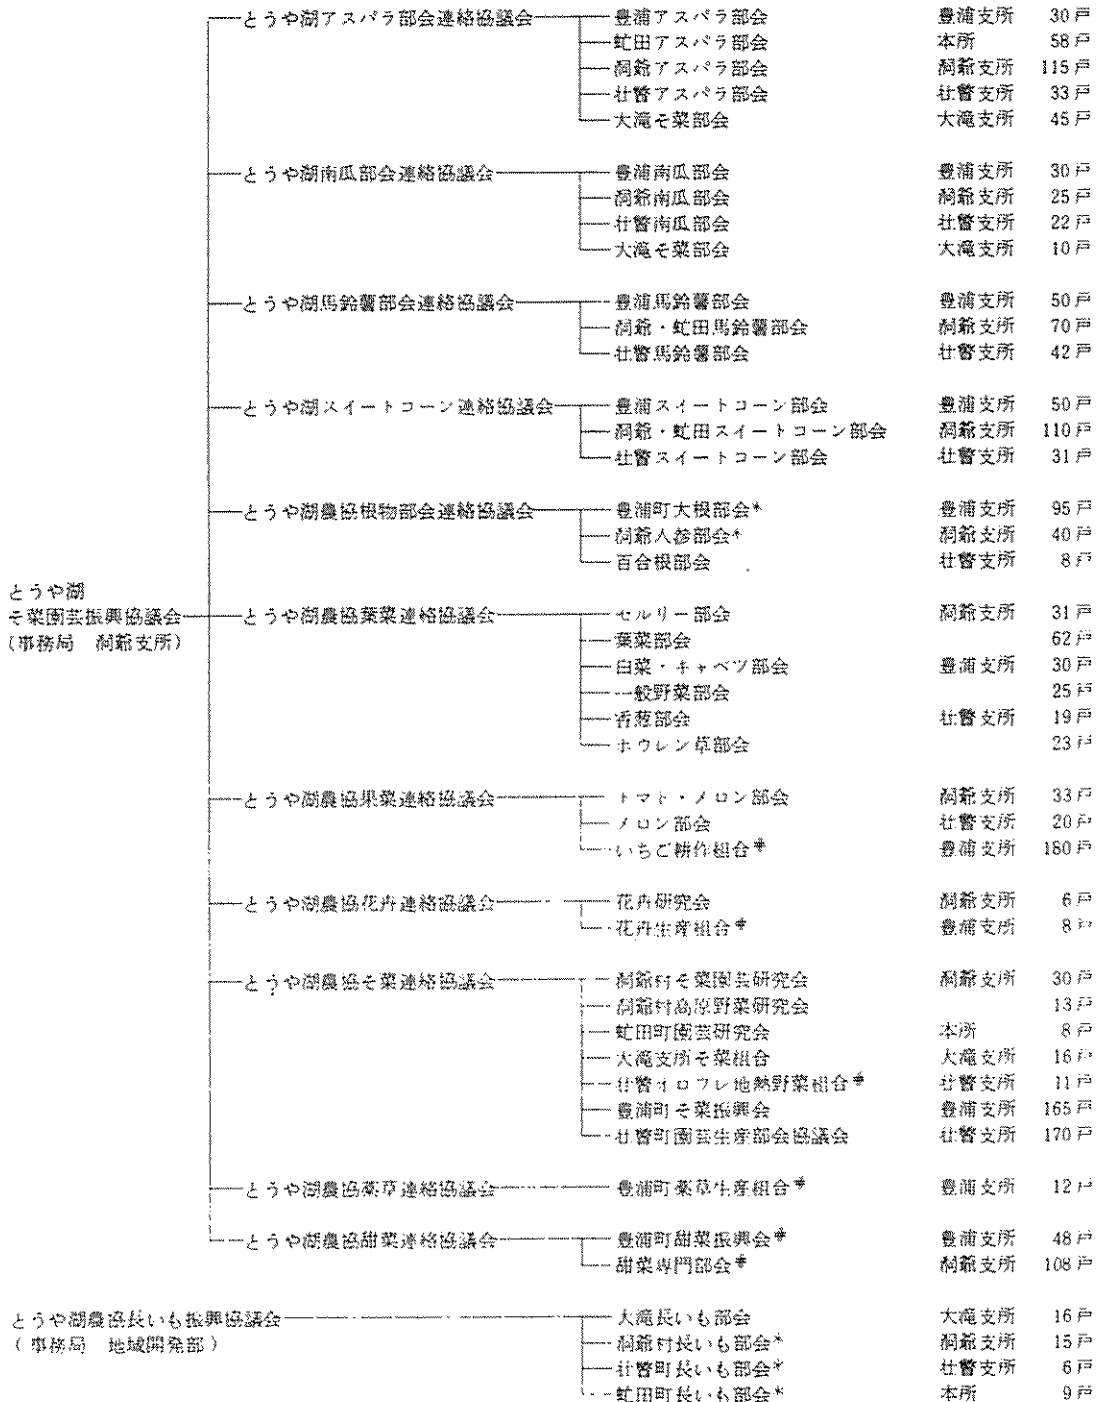 とうや湖アスパラ部会連絡協議会 豊浦アスパラ部会 豊浦支所 30戸
虻田アスパラ部会 本所 58戸
洞爺アスパラ部会 洞爺支所 115戸
壮瞥アスパラ部会 壮瞥支所 33戸
大滝そ菜部会 大滝支所 45戸
とうや湖南瓜部会連絡協議会 豊浦南瓜部会 豊浦支所 30戸
洞爺南瓜部会 洞爺支所 25戸
壮瞥南瓜部会 壮瞥支所 22戸
大滝そ菜部会 大滝支所 10戸
とうや湖馬鈴薯部会連絡協議会 豊浦馬鈴薯部会 豊浦支所 50戸
洞爺・虻田馬鈴薯部会 洞爺支所 70戸
壮瞥馬鈴薯部会 壮瞥支所 42戸
とうや湖スイートコーン連絡協議会 豊浦スイートコーン部会 豊浦支所 50戸
洞爺・虻田スイートコーン部会 洞爺支所 110戸
壮瞥スイートコーン部会 壮瞥支所 31戸
とうや湖農協根物部会連絡協議会 豊浦町大根部会* 豊浦支所 95戸
洞爺人参部会* 洞爺支所 40戸
百合根部会 壮瞥支所 8戸
とうや湖
そ菜園芸振興協議会 とうや湖農協葉菜連絡協議会 セルリー部会 洞爺支所 31戸
(事務局 洞爺支所) 葉菜部会 62戸
白菜・キャベツ部会 豊浦支所 30戸
一般野菜部会 25戸
香葱部会 壮瞥支所 19戸
ホウレン草部会 23戸
とうや湖農協果菜連絡協議会 トマト・メロン部会 洞爺支所 33戸
メロン部会 壮瞥支所 20戸
いちご耕作組合* 豊浦支所 180戸
とうや湖農協花卉連絡協議会 花卉研究会 洞爺支所 6戸
花卉生産組合* 豊浦支所 8戸
とうや湖農協そ菜連絡協議会 洞爺村そ菜園芸研究会 洞爺支所 30戸
洞爺村高原野菜研究会 13戸
虻田町園芸研究会 本所 8戸
大滝支所そ菜組合 大滝支所 16戸
壮瞥オロフレ地熱野菜組合* 壮瞥支所 11戸
豊浦町そ菜振興会 豊浦支所 165戸
壮瞥町園芸生産部会協議会 壮瞥支所 170戸
とうや湖農協薬草連絡協議会 豊浦町薬草生産組合* 豊浦支所 12戸
とうや湖農協甜菜連絡協議会 豊浦町甜菜振興会* 豊浦支所 48戸
甜菜専門部会* 洞爺支所 108戸
とうや湖農協長いも振興協議会 大滝長いも部会 大滝支所 16戸
(事務局 地域開発部) 洞爺村長いも部会* 洞爺支所 15戸
壮瞥町長いも部会* 壮瞥支所 6戸
虻田町長いも部会* 本所 9戸